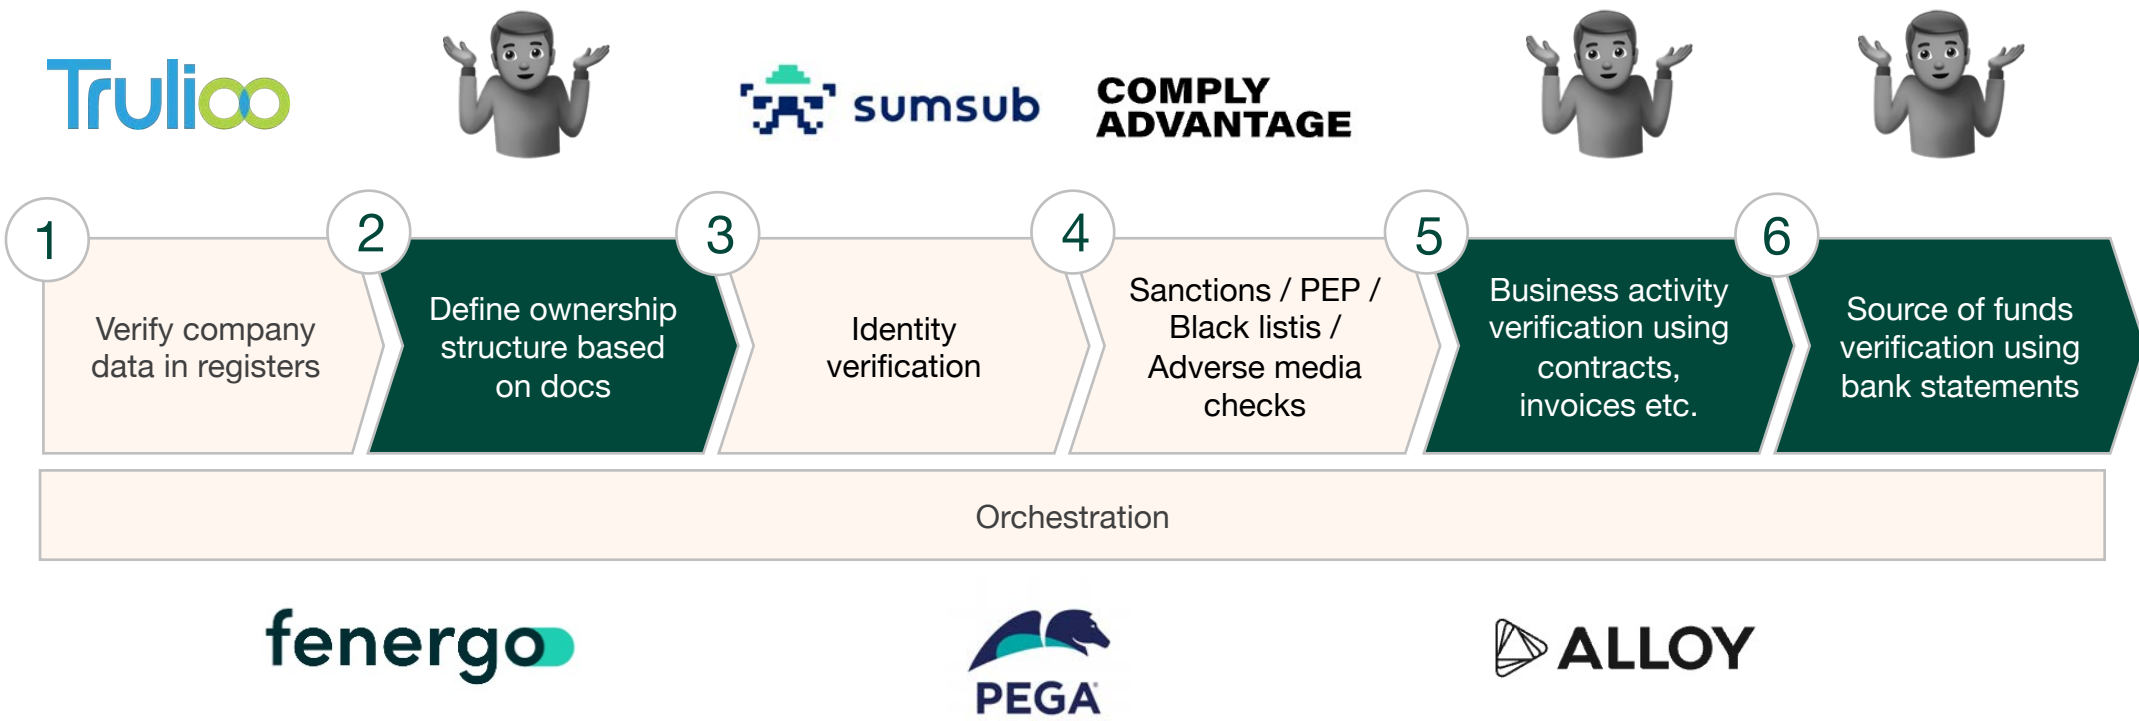 Trulioo
sumsub
COMPLY
ADVANTAGE
1
2
3
4
5
6
Verify company
data in registers
Define ownership
structure based
on docs
Identity
verification
Sanctions / PEP /
Black listis /
Adverse media
checks
Business activity
verification using
contracts,
invoices etc.
Source of funds
verification using
bank statements
Orchestration
fenergo
PEGA
ALLOY